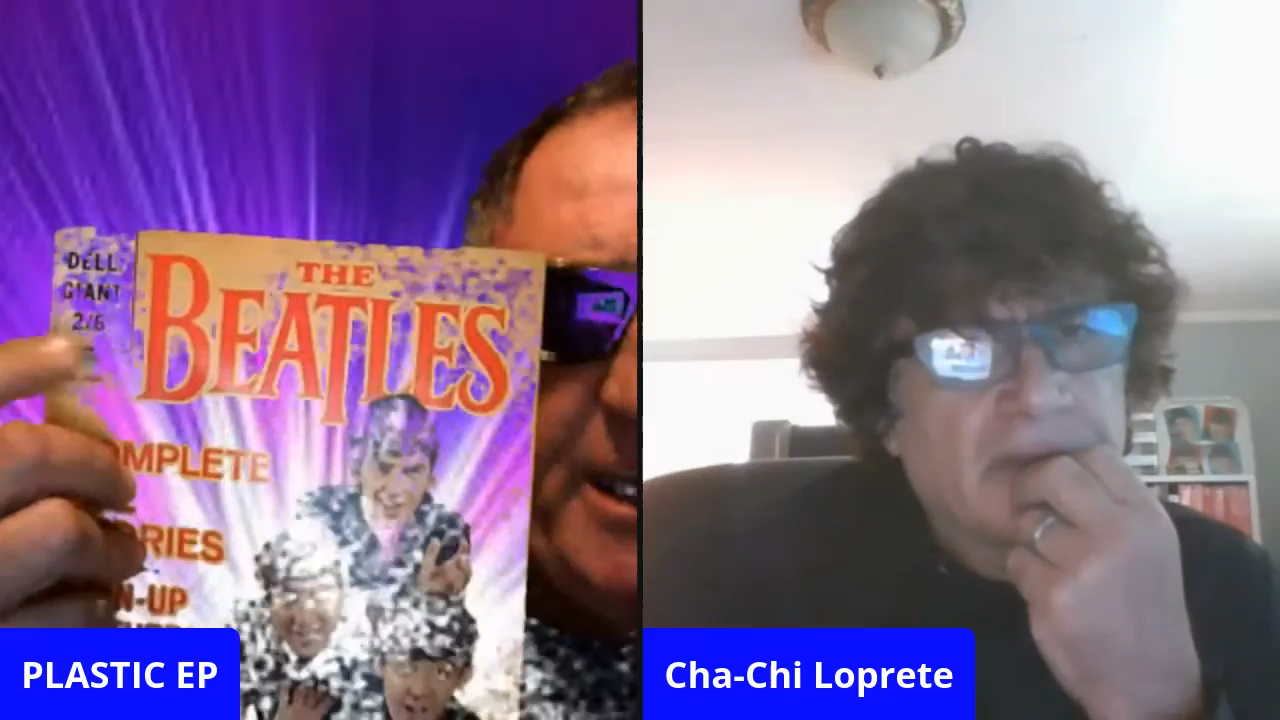 DELL
GIANT
2/6
THE
BEATLES
OMPLETE
RIES
N-UP
PLASTIC EP
Cha-Chi Loprete